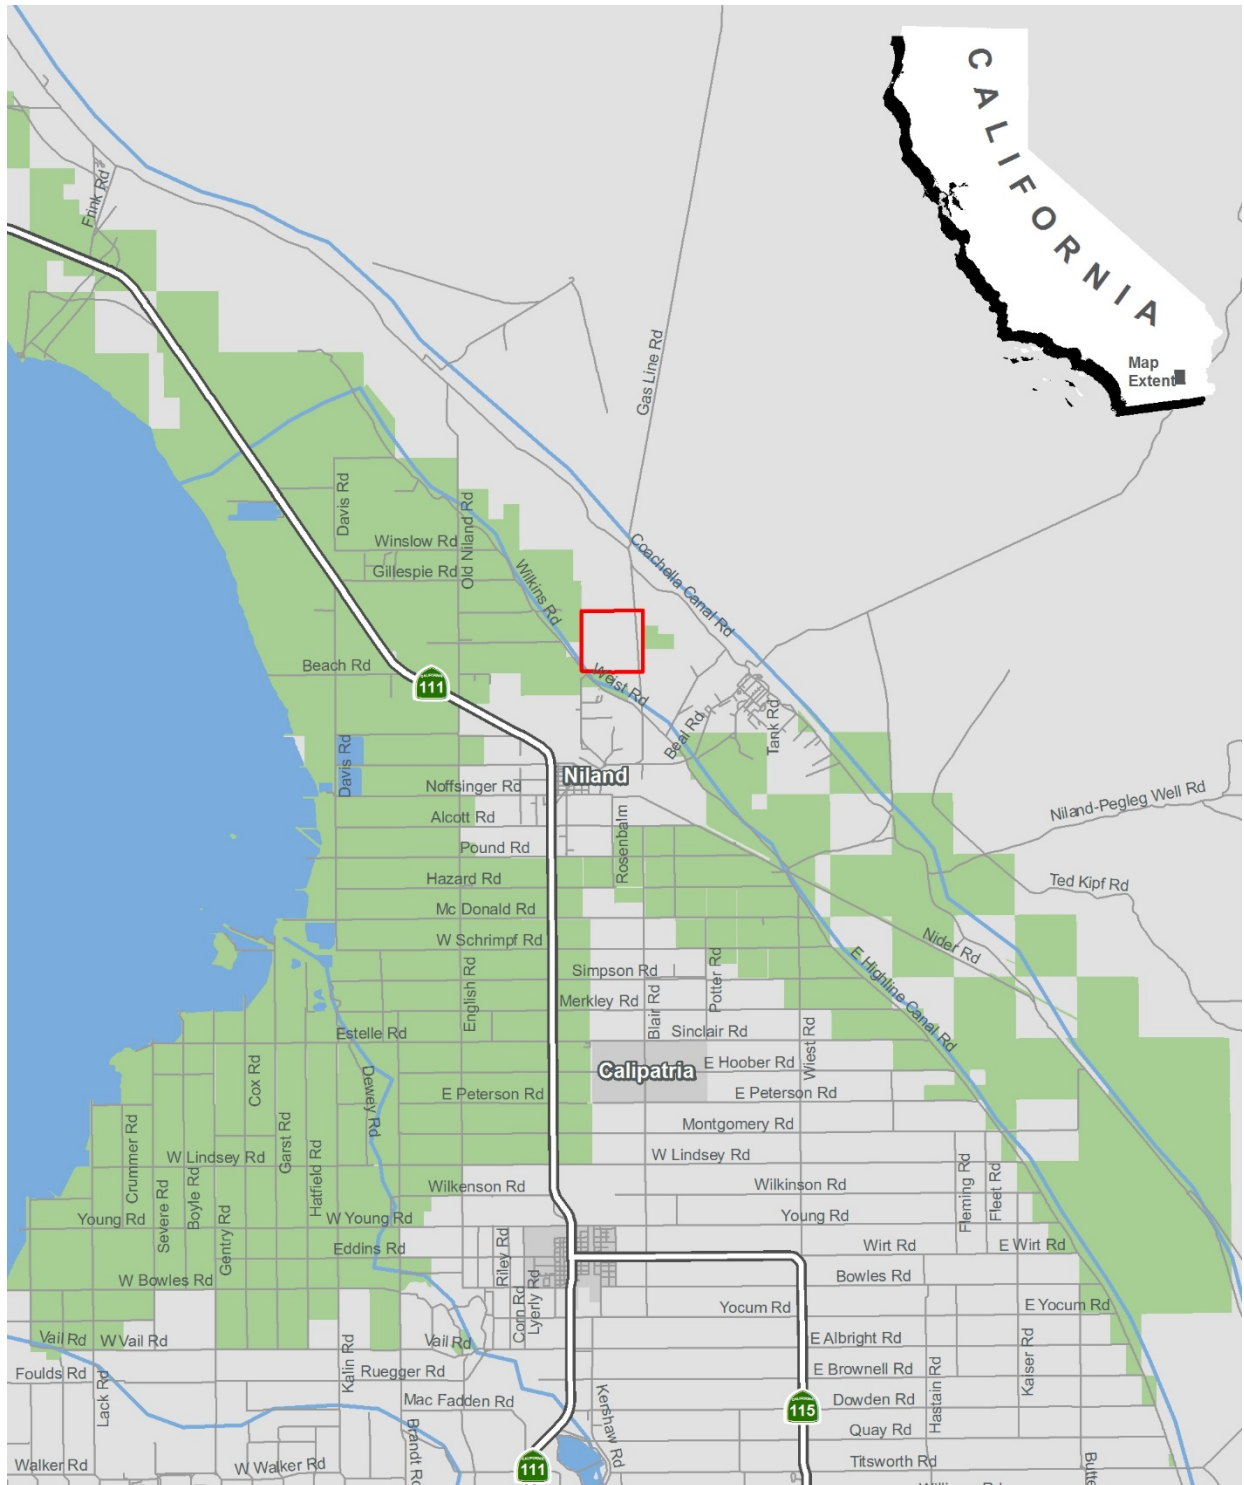 CALIFORNIA
Map
Extent
Frink Rd
Gas Line Rd
Davis Rd
Old Niland Rd
Winslow Rd
Gillespie Rd
Wilkins Rd
Coachella Canal Rd
Beach Rd
CALIFORNIA
111
Weist Rd
Beal Rd
Tank Rd
Davis Rd
Niland
Noffsinger Rd
Niland-Pegleg Well Rd
Alcott Rd
Rosenbalm
Pound Rd
Hazard Rd
Ted Kipf Rd
Mc Donald Rd
W Schrimpf Rd
Nider Rd
E Highline Canal Rd
English Rd
Simpson Rd
Potter Rd
Merkley Rd
Blair Rd
Estelle Rd
Sinclair Rd
Wiest Rd
Cox Rd
Dewey Rd
Calipatria
E Hoober Rd
E Peterson Rd
E Peterson Rd
Crummer Rd
Garst Rd
Hatfield Rd
Montgomery Rd
W Lindsey Rd
W Lindsey Rd
Severe Rd
Boyle Rd
Gentry Rd
Wilkenson Rd
Wilkinson Rd
Fleming Rd
Fleet Rd
Young Rd
W Young Rd
Young Rd
Eddins Rd
Riley Rd
Wirt Rd
E Wirt Rd
W Bowles Rd
Bowles Rd
Corn Rd
Lyerly Rd
Yocum Rd
E Yocum Rd
Vail Rd
W Vail Rd
Kalin Rd
Vail Rd
E Albright Rd
Kaiser Rd
Foulds Rd
Lack Rd
Ruegger Rd
E Brownell Rd
Hastain Rd
Mac Fadden Rd
Kershaw Rd
CALIFORNIA
115
Dowden Rd
Brandt Rd
Quay Rd
Walker Rd
W Walker Rd
CALIFORNIA
111
Titsworth Rd
Butte